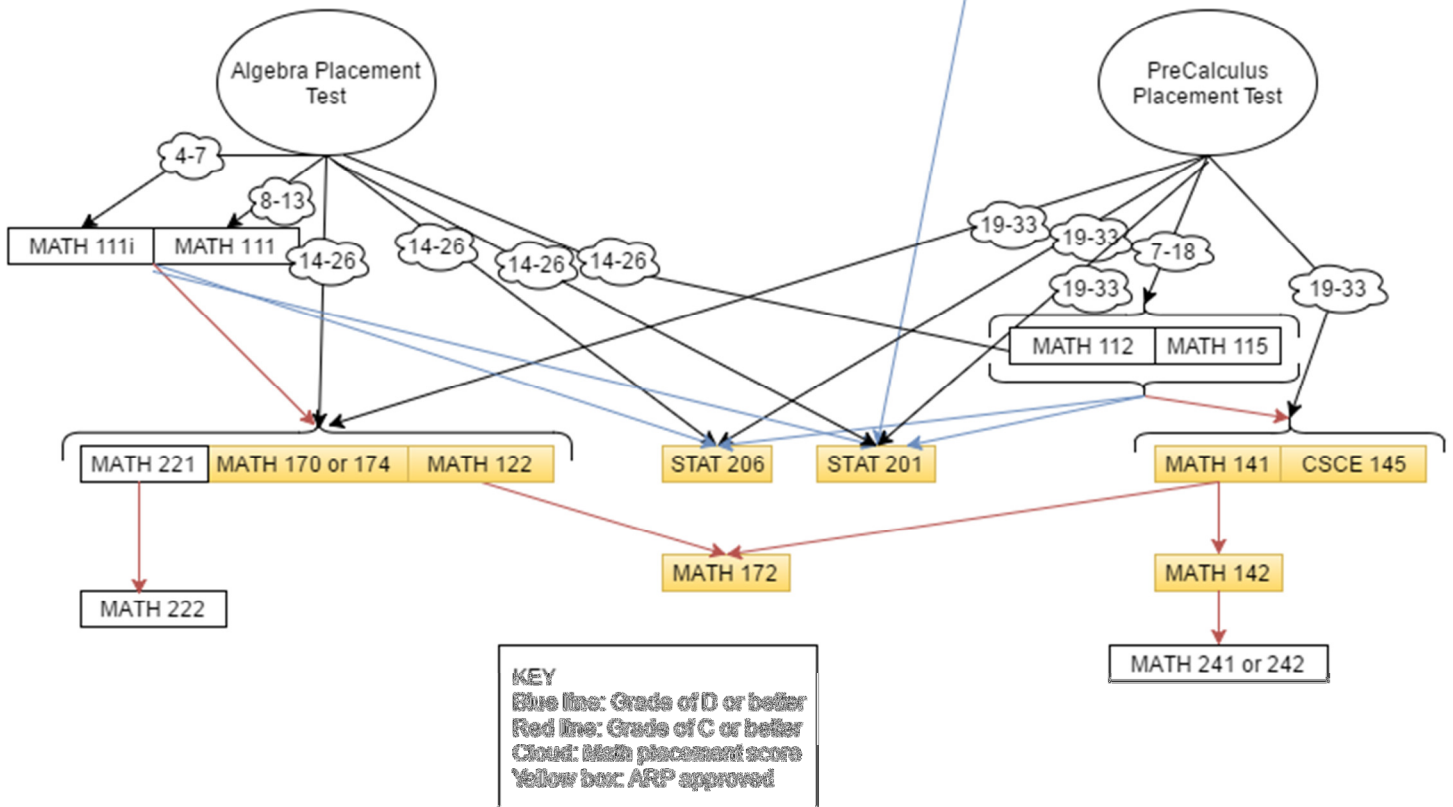 Algebra Placement
Test
PreCalculus
Placement Test
4-7
8-13
14-26
14-26
14-26
14-26
19-33
19-33
7-18
19-33
19-33
MATH 111i
MATH 111
MATH 112
MATH 115
MATH 221
MATH 170 or 174
MATH 122
STAT 206
STAT 201
MATH 141
CSCE 145
MATH 172
MATH 142
MATH 222
MATH 241 or 242
KEY
Blue line: Grade of D or better
Red line: Grade of C or better
Cloud: Math placement score
Yellow box: ARP approved